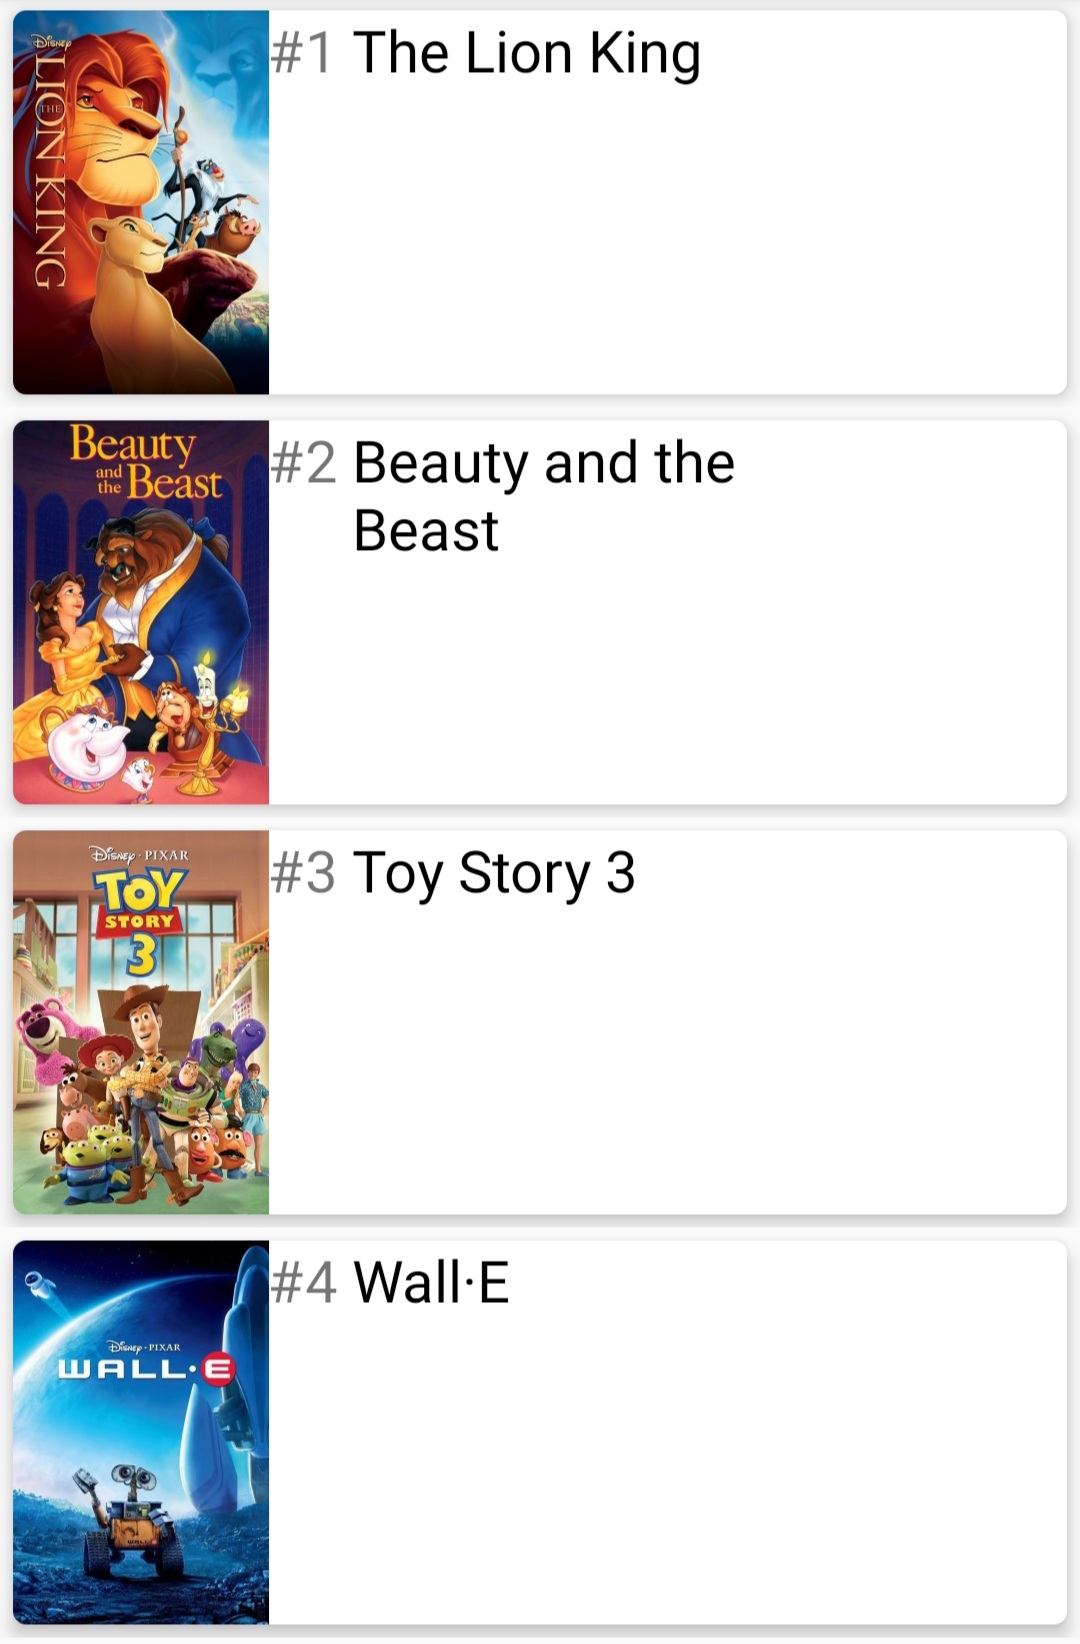 Disney
THE
LION KING
#1 The Lion King
Beauty
and
the Beast
#2 Beauty and the
Beast
Disney · PIXAR
TOY
STORY
3
#3 Toy Story 3
Disney · PIXAR
WALL·E
WALL·E
#4 Wall·E